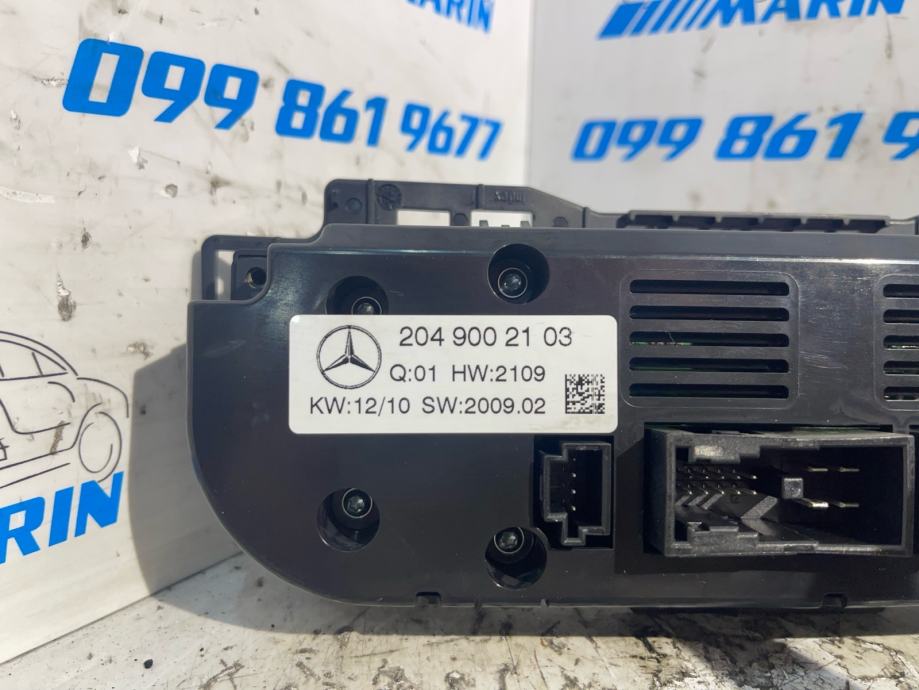 MARIN
099 861 9677
099 861 9
204 900 21 03
Q:01 HW:2109
KW:12/10 SW:2009.02
RIN